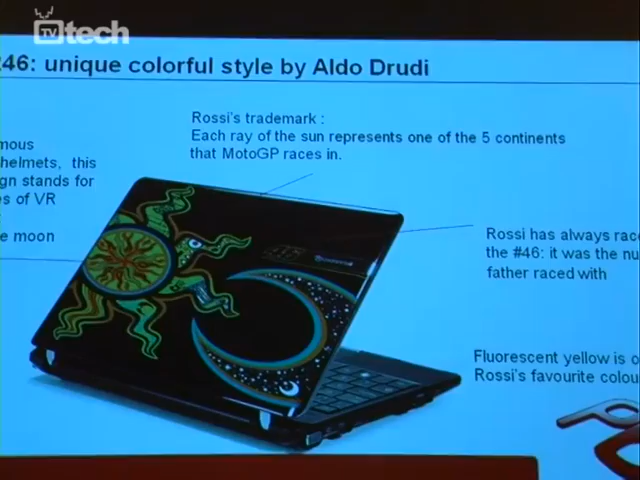 TV tech
46: unique colorful style by Aldo Drudi
Rossi's trademark :
Each ray of the sun represents one of the 5 continents
that MotoGP races in.
mous
helmets, this
gn stands for
s of VR
e moon
Rossi has always race
the #46: it was the nu
father raced with
Fluorescent yellow is o
Rossi's favourite colou